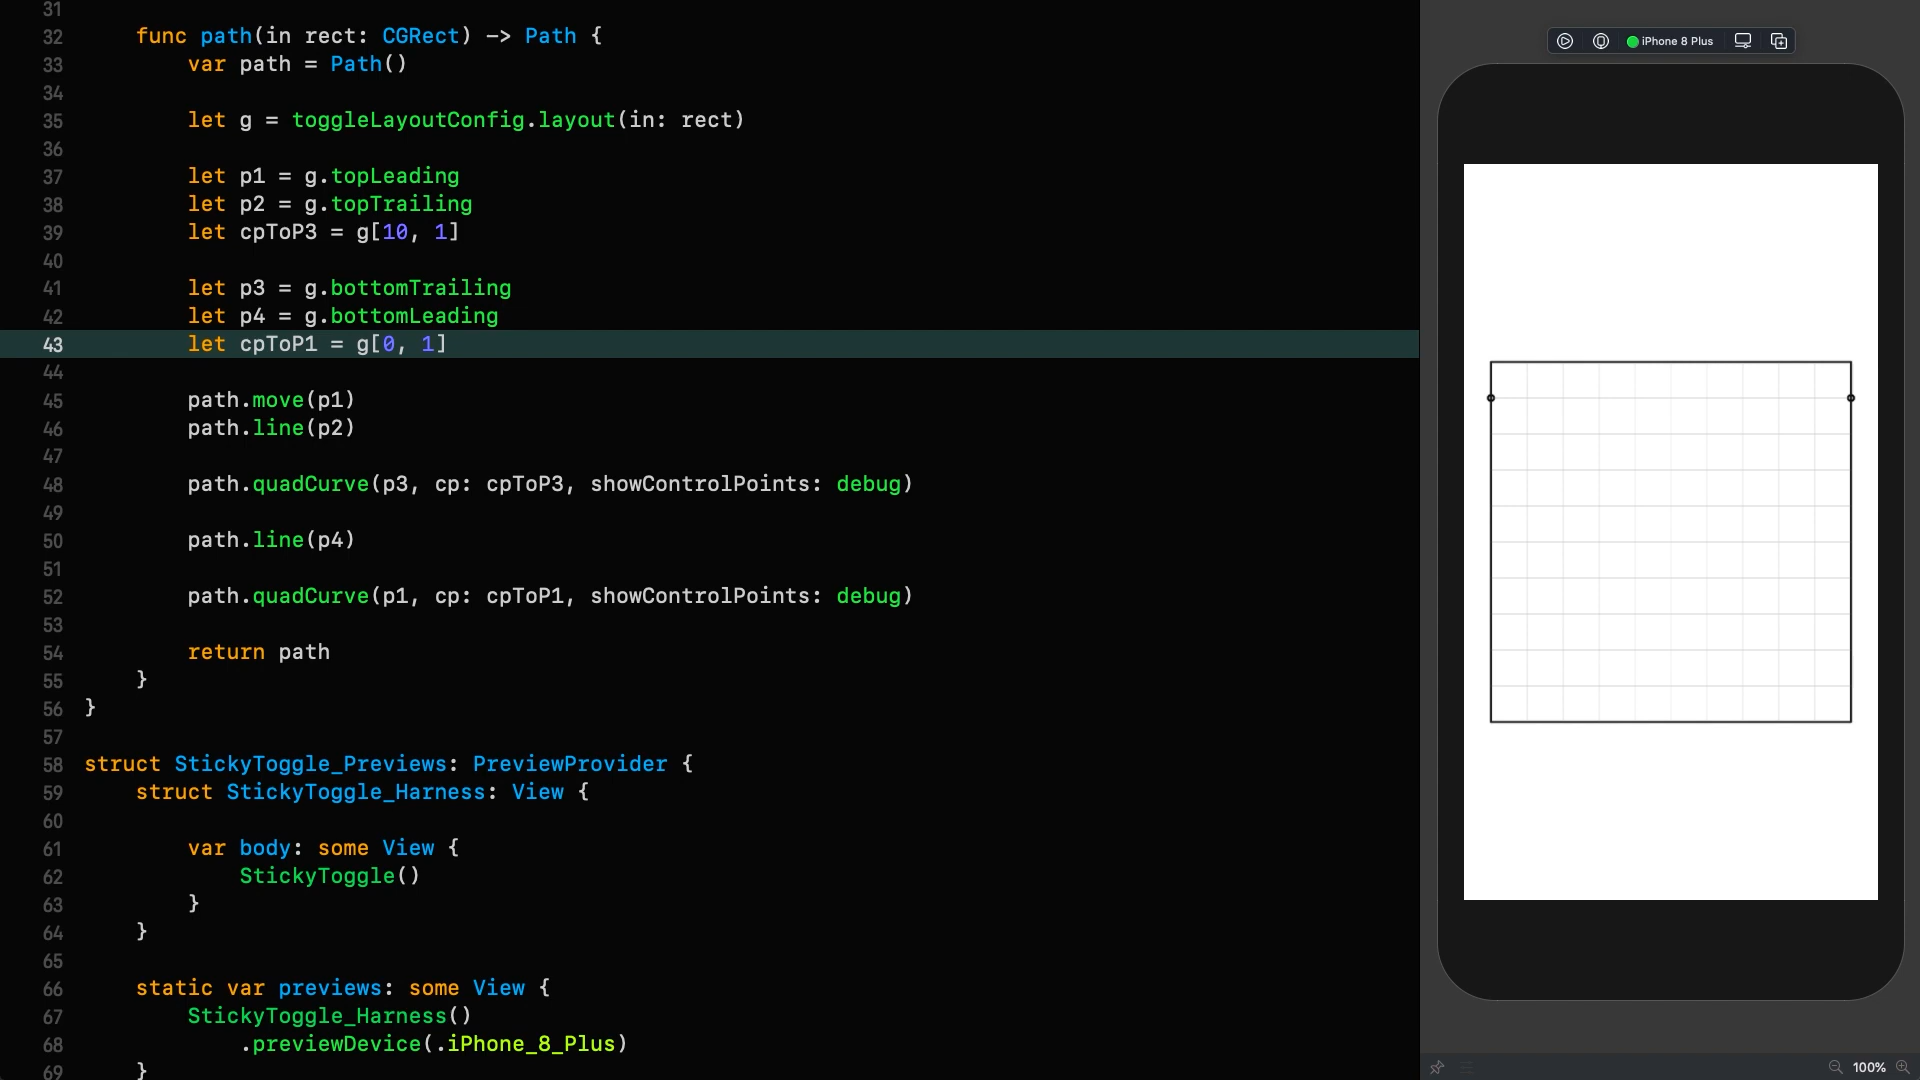 31
32 func path(in rect: CGRect) -> Path {
33 var path = Path()
34
35 let g = toggleLayoutConfig.layout(in: rect)
36
37 let p1 = g.topLeading
38 let p2 = g.topTrailing
39 let cpToP3 = g[10, 1]
40
41 let p3 = g.bottomTrailing
42 let p4 = g.bottomLeading
43 let cpToP1 = g[0, 1]
44
45 path.move(p1)
46 path.line(p2)
47
48 path.quadCurve(p3, cp: cpToP3, showControlPoints: debug)
49
50 path.line(p4)
51
52 path.quadCurve(p1, cp: cpToP1, showControlPoints: debug)
53
54 return path
55 }
56 }
57
58 struct StickyToggle_Previews: PreviewProvider {
59 struct StickyToggle_Harness: View {
60
61 var body: some View {
62 StickyToggle()
63 }
64 }
65
66 static var previews: some View {
67 StickyToggle_Harness()
68 .previewDevice(.iPhone_8_Plus)
69 }
iPhone 8 Plus
100%